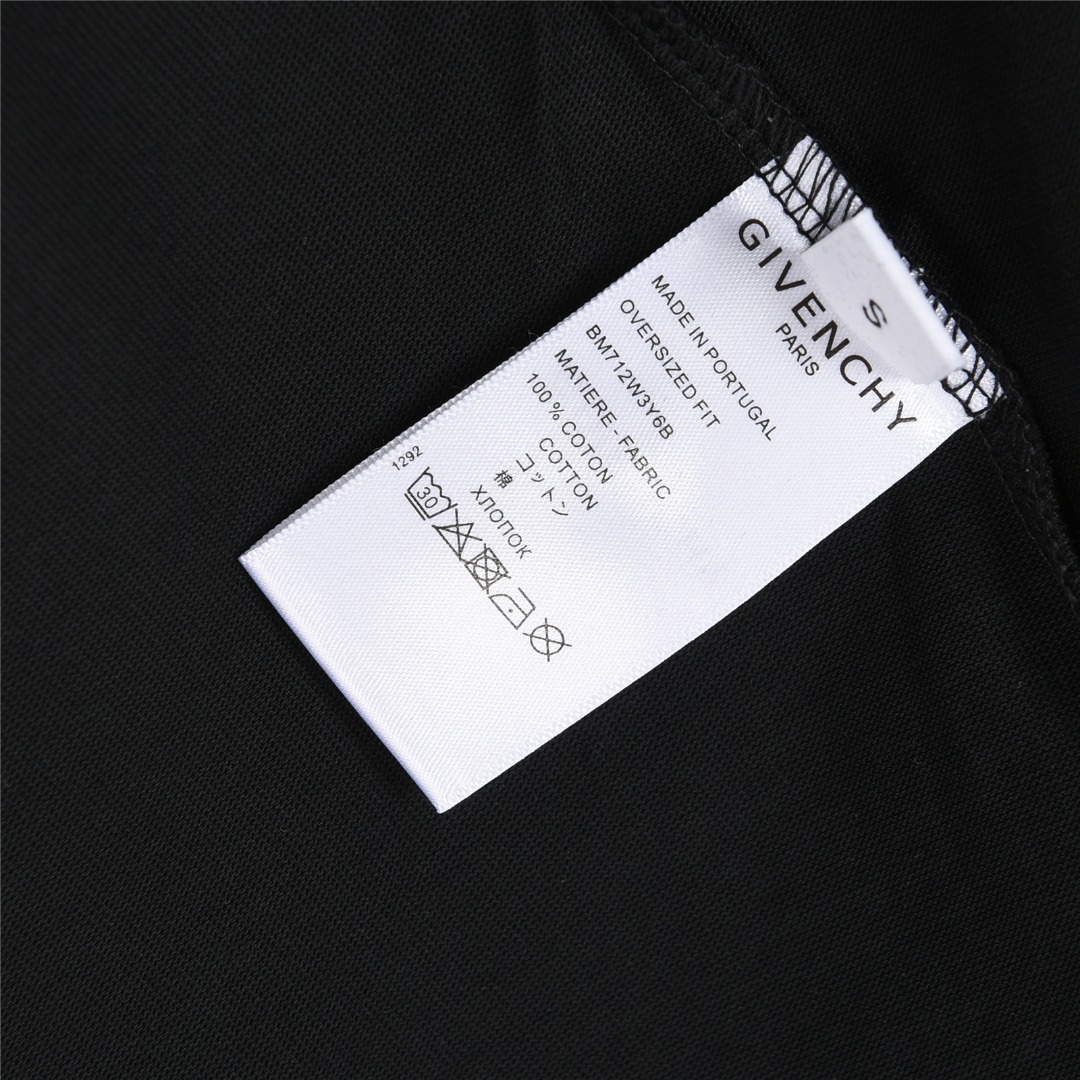 GIVENCHY
PARIS
S
MADE IN PORTUGAL
OVERSIZED FIT
BM712W3Y6B
MATIERE - FABRIC
100 % COTON
COTTON
コットン
棉
ХЛОПОК
1292
30